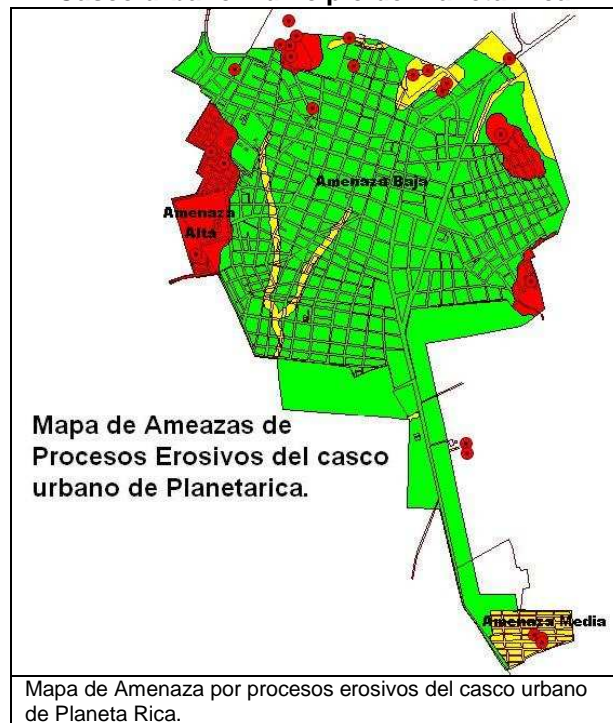 Amenaza Baja
Amenaza
Alta
Mapa de Ameazas de
Procesos Erosivos del casco
urbano de Planetarica.
Amenaza Media
Mapa de Amenaza por procesos erosivos del casco urbano
de Planeta Rica.